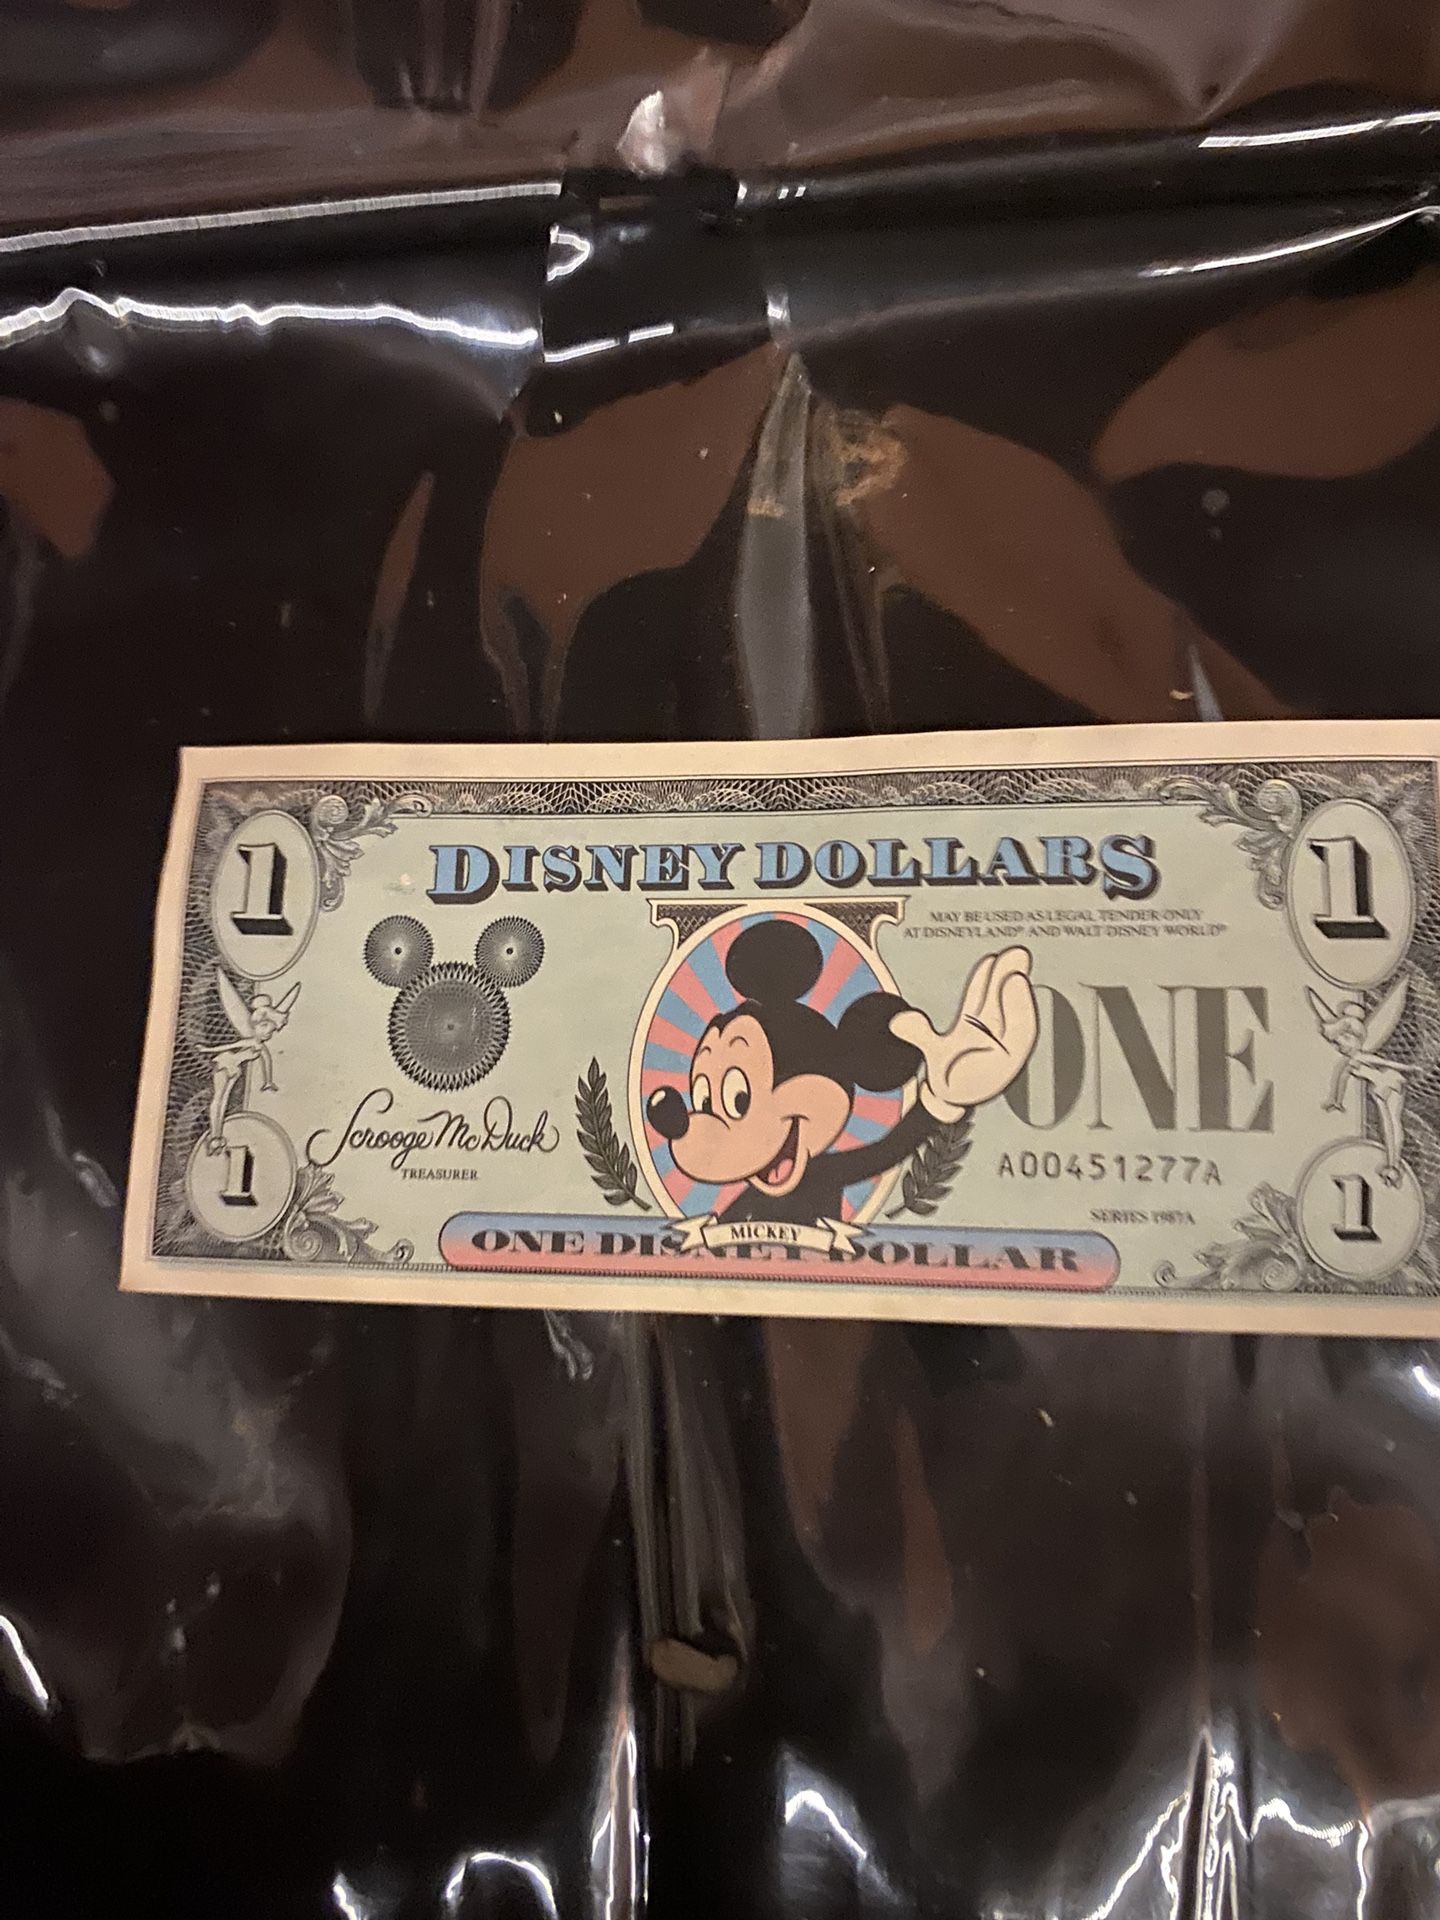 1
DISNEY DOLLARS
1
MAY BE USED AS LEGAL TENDER ONLY
AT DISNEYLAND® AND WALT DISNEY WORLD®
ONE
Scrooge McDuck
TREASURER
A00451277A
SERIES 1987A
1
MICKEY
ONE DISNEY DOLLAR
1